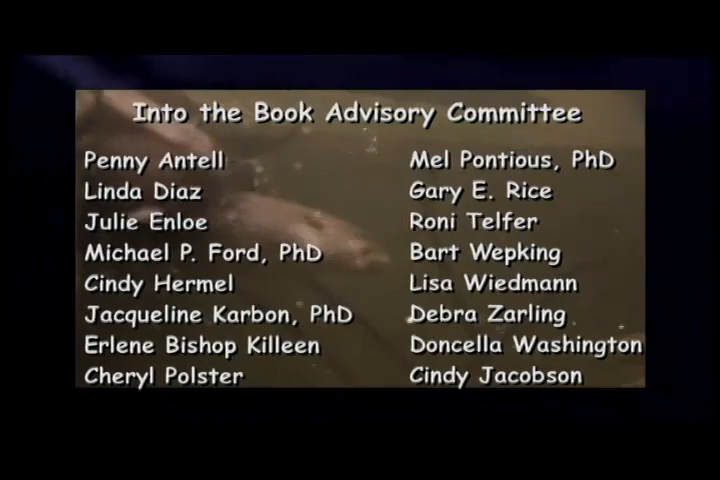 Into the Book Advisory Committee
Penny Antell
Linda Diaz
Julie Enloe
Michael P. Ford, PhD
Cindy Hermel
Jacqueline Karbon, PhD
Erlene Bishop Killeen
Cheryl Polster
Mel Pontious, PhD
Gary E. Rice
Roni Telfer
Bart Wepking
Lisa Wiedmann
Debra Zarling
Doncella Washington
Cindy Jacobson